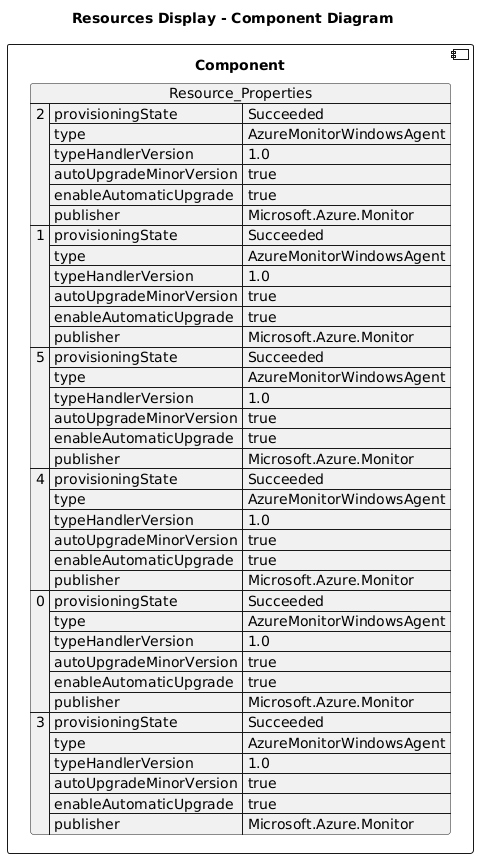 Resources Display - Component Diagram
Component
Resource_Properties
2 provisioningState Succeeded
type AzureMonitorWindowsAgent
typeHandlerVersion 1.0
autoUpgradeMinorVersion true
enableAutomaticUpgrade true
publisher Microsoft.Azure.Monitor
1 provisioningState Succeeded
type AzureMonitorWindowsAgent
typeHandlerVersion 1.0
autoUpgradeMinorVersion true
enableAutomaticUpgrade true
publisher Microsoft.Azure.Monitor
5 provisioningState Succeeded
type AzureMonitorWindowsAgent
typeHandlerVersion 1.0
autoUpgradeMinorVersion true
enableAutomaticUpgrade true
publisher Microsoft.Azure.Monitor
4 provisioningState Succeeded
type AzureMonitorWindowsAgent
typeHandlerVersion 1.0
autoUpgradeMinorVersion true
enableAutomaticUpgrade true
publisher Microsoft.Azure.Monitor
0 provisioningState Succeeded
type AzureMonitorWindowsAgent
typeHandlerVersion 1.0
autoUpgradeMinorVersion true
enableAutomaticUpgrade true
publisher Microsoft.Azure.Monitor
3 provisioningState Succeeded
type AzureMonitorWindowsAgent
typeHandlerVersion 1.0
autoUpgradeMinorVersion true
enableAutomaticUpgrade true
publisher Microsoft.Azure.Monitor